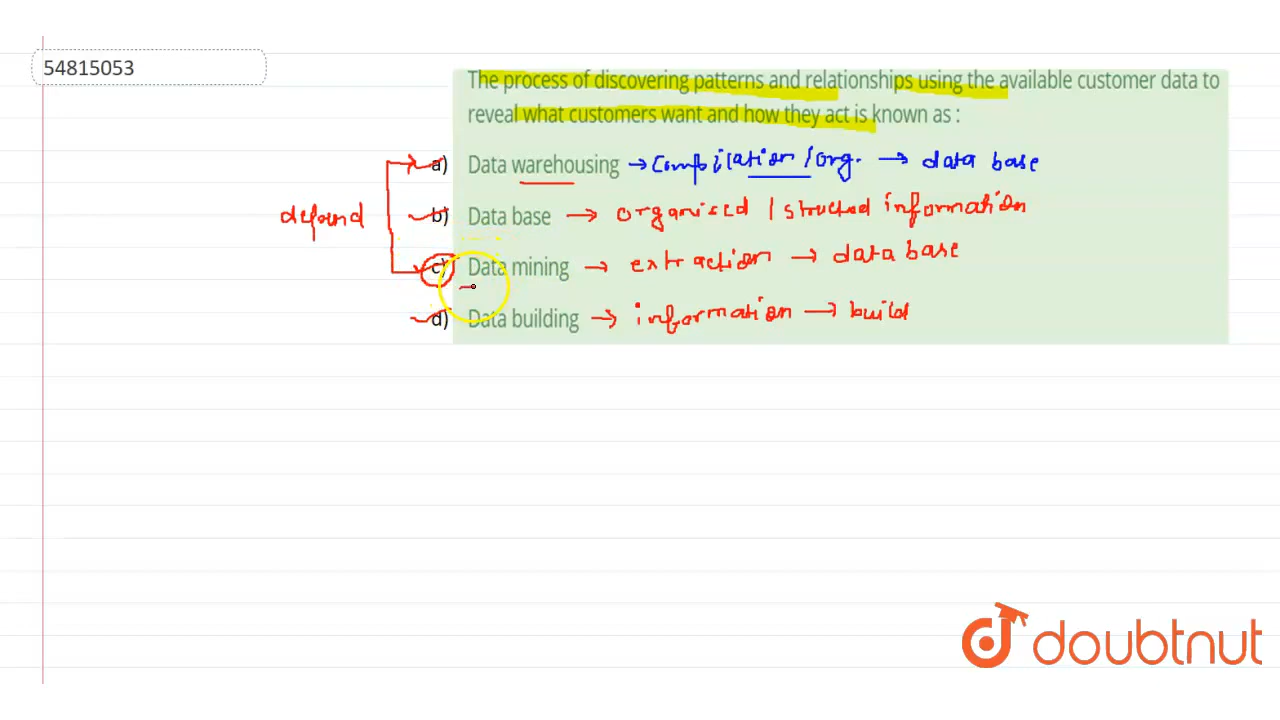 54815053
The process of discovering patterns and relationships using the available customer data to
reveal what customers want and how they act is known as :
a) Data warehousing → Compilation / org. → data base
b) Data base → organised / structed information
depand
c) Data mining → extraction → data base
d) Data building → information → build
doubtnut